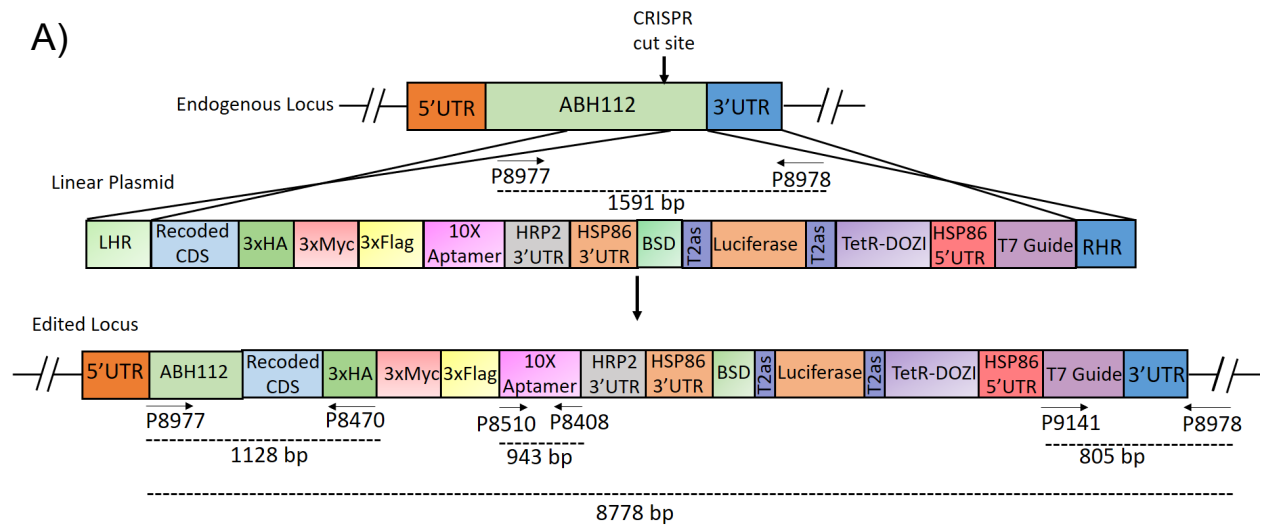 A)
CRISPR
cut site
Endogenous Locus
5'UTR
ABH112
3'UTR
P8977
P8978
1591 bp
Linear Plasmid
LHR
Recoded
CDS
3xHA
3xMyc
3xFlag
10X
Aptamer
HRP2
3'UTR
HSP86
3'UTR
BSD
T2as
Luciferase
T2as
TetR-DOZI
HSP86
5'UTR
T7 Guide
RHR
Edited Locus
5'UTR
ABH112
Recoded
CDS
3xHA
3xMyc
3xFlag
10X
Aptamer
HRP2
3'UTR
HSP86
3'UTR
BSD
T2as
Luciferase
T2as
TetR-DOZI
HSP86
5'UTR
T7 Guide
3'UTR
P8977
P8470
P8510
P8408
P9141
P8978
1128 bp
943 bp
805 bp
8778 bp